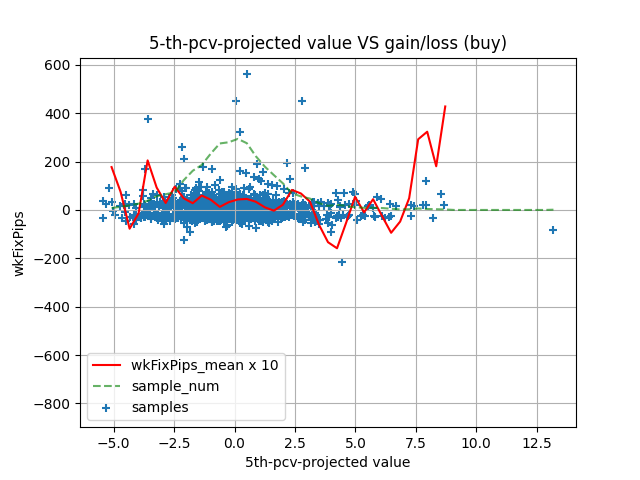 5-th-pcv-projected value VS gain/loss (buy)
600
400
200
0
−200
−400
−600
−800
wkFixPips
wkFixPips_mean x 10
sample_num
samples
−5.0 −2.5 0.0 2.5 5.0 7.5 10.0 12.5
5th-pcv-projected value